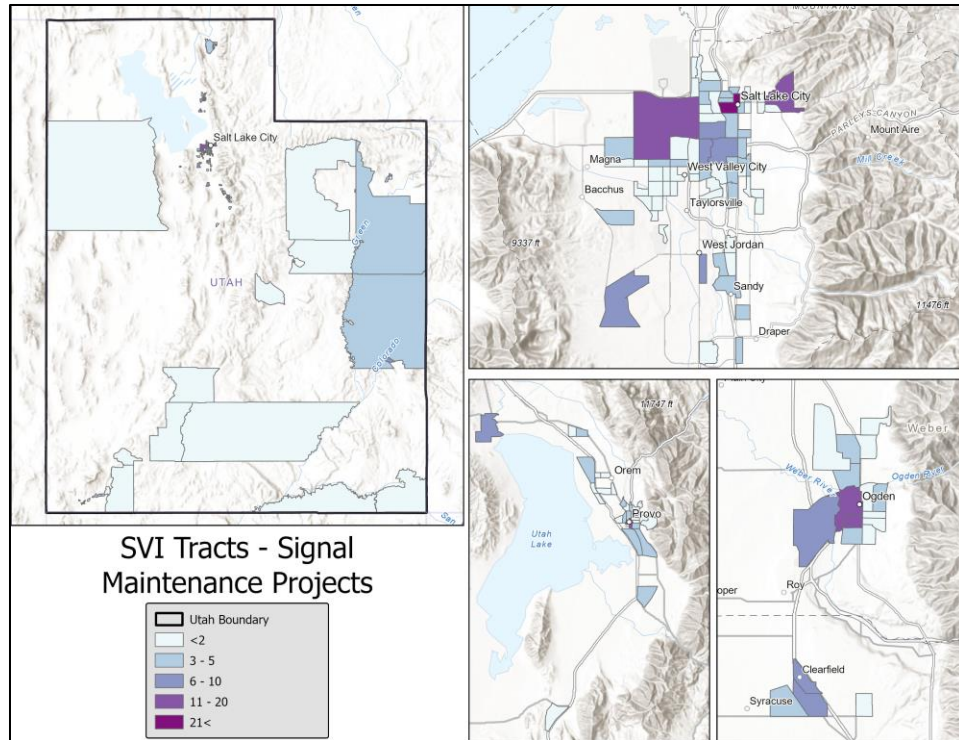 Salt Lake City
UTAH
Green
Colorado
San
MOUNTAINS
Salt Lake City
PARLEYS CANYON
Mount Aire
Mill Creek
Magna
West Valley City
Bacchus
Taylorsville
9337 ft
West Jordan
Sandy
11476 ft
Draper
11747 ft
Orem
Provo
Utah
Lake
Weber
Weber River
Ogden River
Ogden
Roy
Clearfield
Syracuse
SVI Tracts - Signal
Maintenance Projects
Utah Boundary
<2
3 - 5
6 - 10
11 - 20
21<